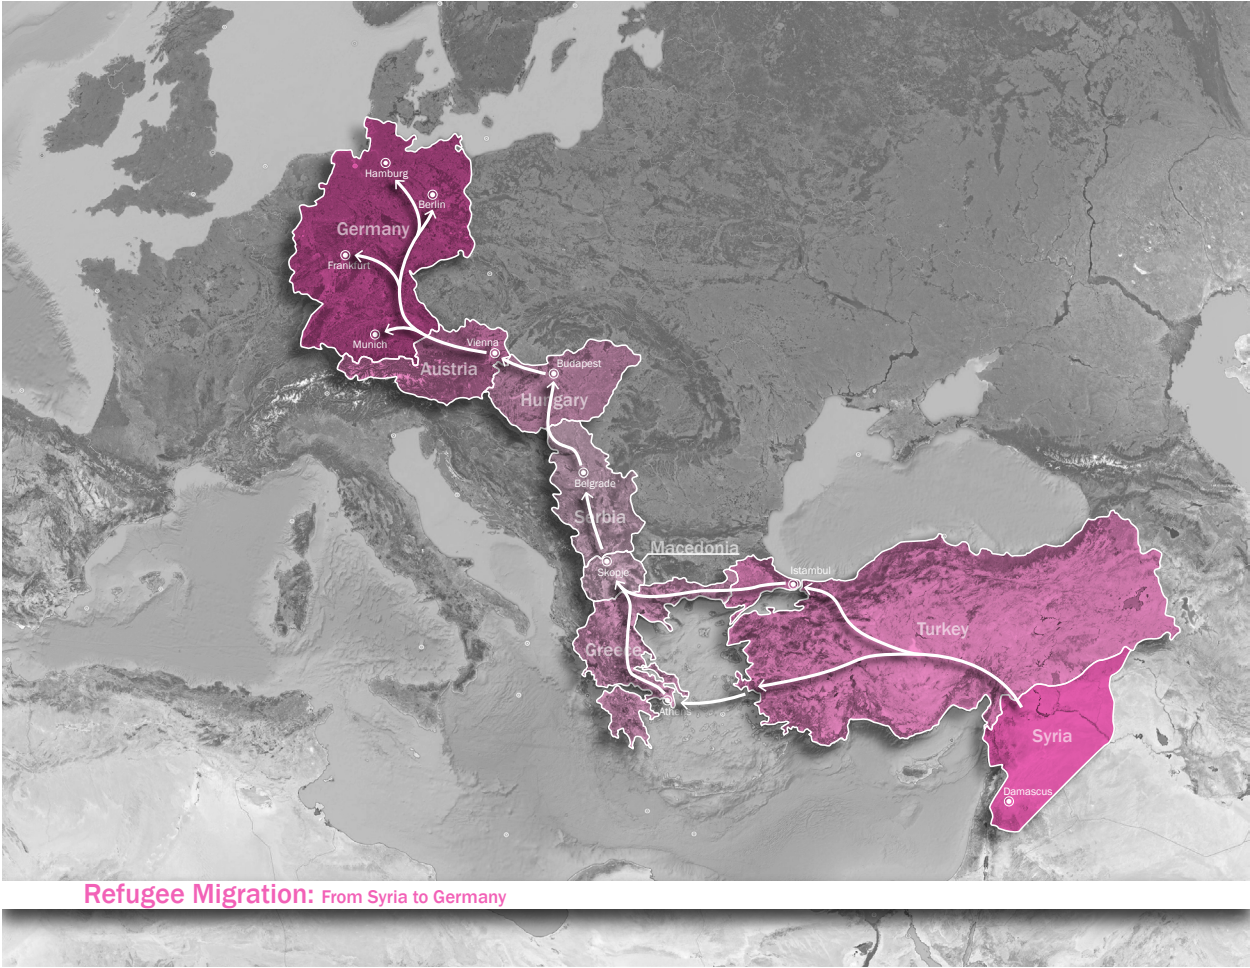 Hamburg
Berlin
Germany
Frankfurt
Munich
Vienna
Austria
Budapest
Hungary
Belgrade
Serbia
Macedonia
Skopje
Istambul
Turkey
Greece
Athens
Syria
Damascus
Refugee Migration: From Syria to Germany